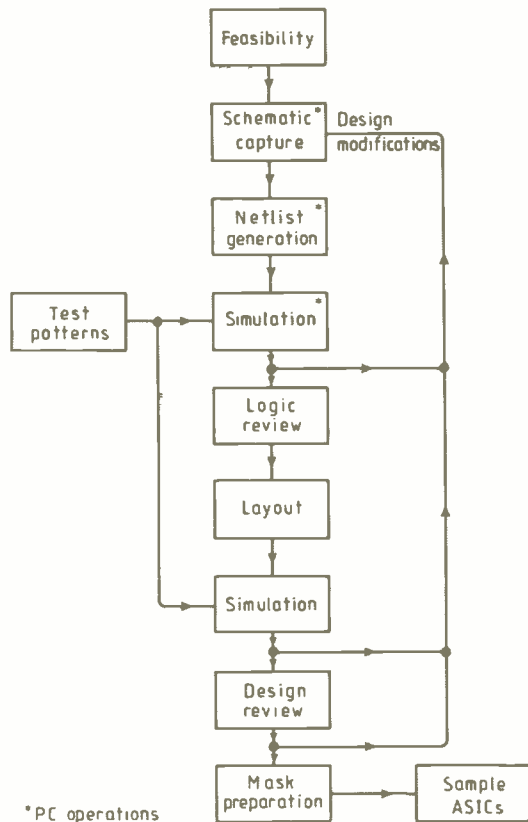 Feasibility
Schematic*
capture
Design
modifications
Netlist*
generation
Test
patterns
Simulation*
Logic
review
Layout
Simulation
Design
review
Mask
preparation
Sample
ASICs
*PC operations